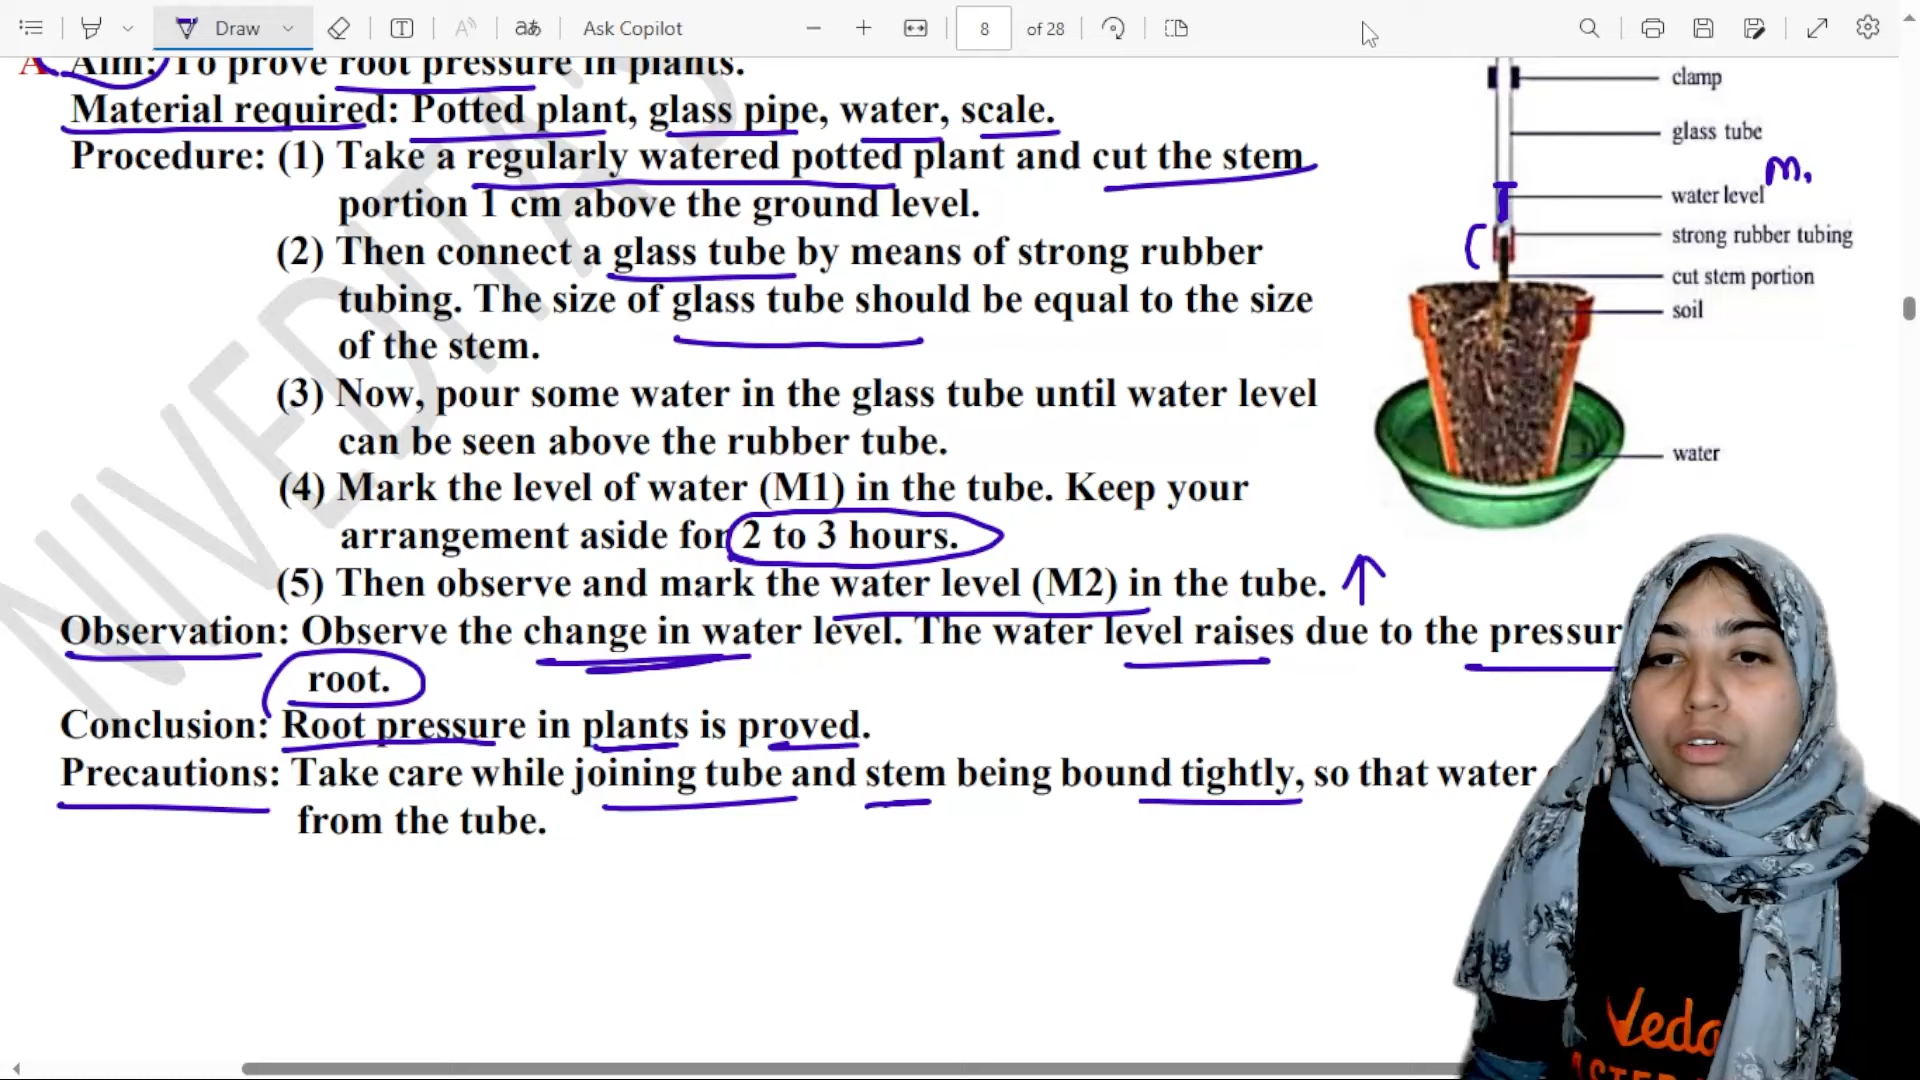 Draw
Ask Copilot
8
of 28
A Aim: To prove root pressure in plants.
Material required: Potted plant, glass pipe, water, scale.
Procedure: (1) Take a regularly watered potted plant and cut the stem
portion 1 cm above the ground level.
(2) Then connect a glass tube by means of strong rubber
tubing. The size of glass tube should be equal to the size
of the stem.
(3) Now, pour some water in the glass tube until water level
can be seen above the rubber tube.
(4) Mark the level of water (M1) in the tube. Keep your
arrangement aside for 2 to 3 hours.
(5) Then observe and mark the water level (M2) in the tube.
Observation: Observe the change in water level. The water level raises due to the pressur
root.
Conclusion: Root pressure in plants is proved.
Precautions: Take care while joining tube and stem being bound tightly, so that water
from the tube.
clamp
glass tube
M1
water level
strong rubber tubing
cut stem portion
soil
water
NIVEDITA'S
Veda